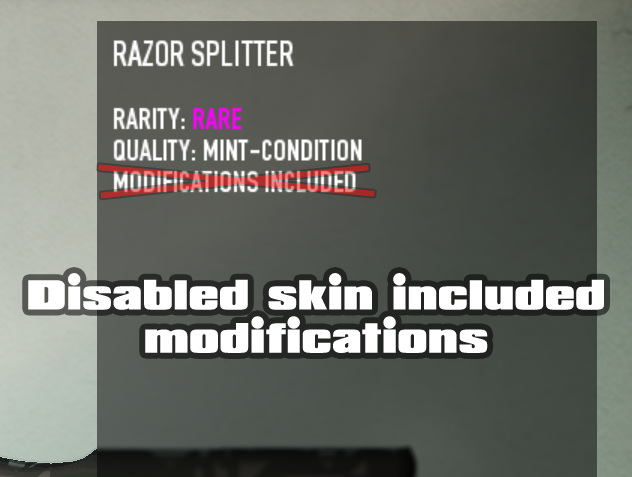 RAZOR SPLITTER
RARITY: RARE
QUALITY: MINT-CONDITION
MODIFICATIONS INCLUDED
Disabled skin included
modifications